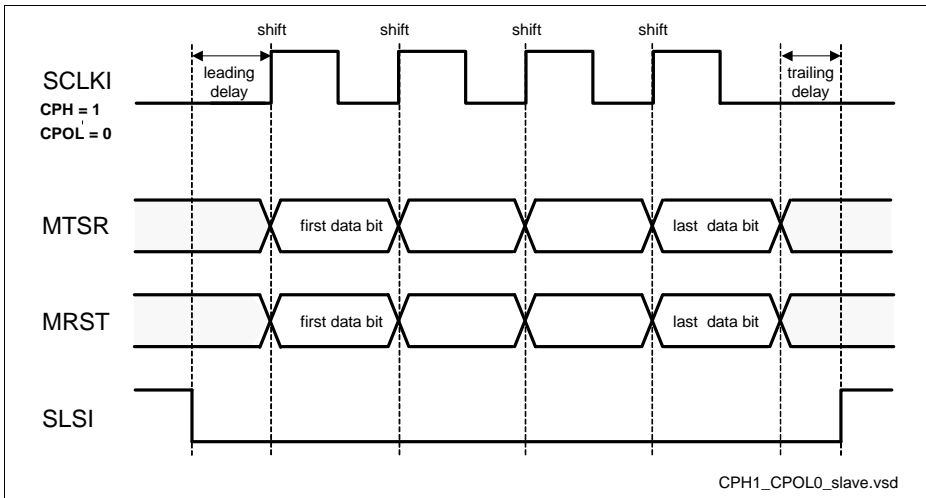 shift shift shift shift
leading
delay
trailing
delay
SCLKI
CPH = 1
CPOL = 0
MTSR
first data bit
last data bit
MRST
first data bit
last data bit
SLSI
CPH1_CPOL0_slave.vsd